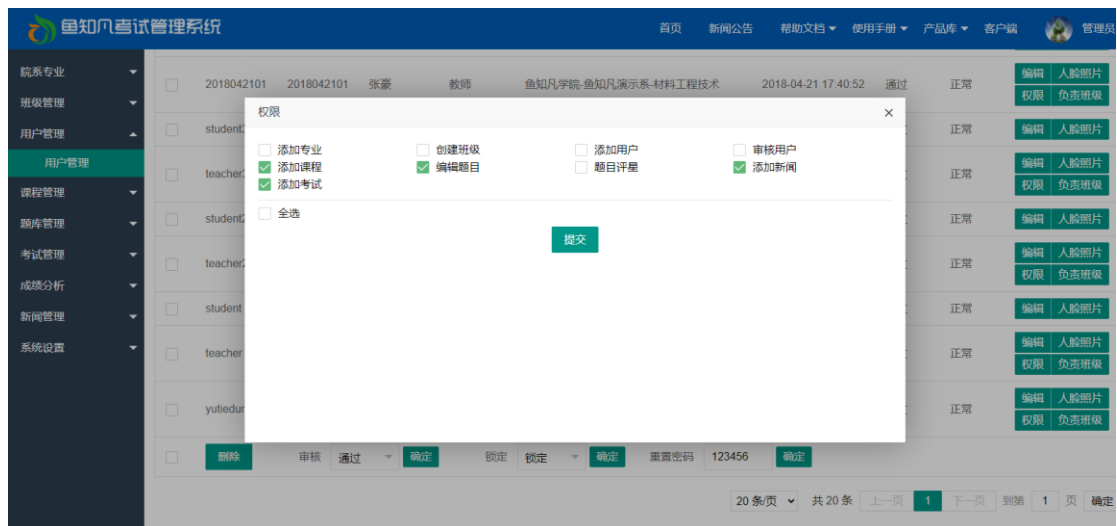 鱼知凡考试管理系统
首页 新闻公告 帮助文档 使用手册 产品库 客户端 管理员
院系专业
班级管理
用户管理
用户管理
课程管理
题库管理
考试管理
成绩分析
新闻管理
系统设置
2018042101 2018042101 张豪 教师 鱼知凡学院-鱼知凡演示系-材料工程技术 2018-04-21 17:40:52 通过 正常 编辑 人脸照片
权限 负责班级
权限 ×
添加专业 创建班级 添加用户 审核用户
添加课程 编辑题目 题目评星 添加新闻
添加考试
全选
提交
正常 编辑 人脸照片
正常 编辑 人脸照片
权限 负责班级
student2 正常 编辑 人脸照片
teacher2 正常 编辑 人脸照片
权限 负责班级
student 正常 编辑 人脸照片
teacher 正常 编辑 人脸照片
权限 负责班级
正常 编辑 人脸照片
权限 负责班级
删除 审核 通过 确定 锁定 锁定 确定 重置密码 123456 确定
20 条/页 共 20 条 上一页 1 下一页 到第 1 页 确定